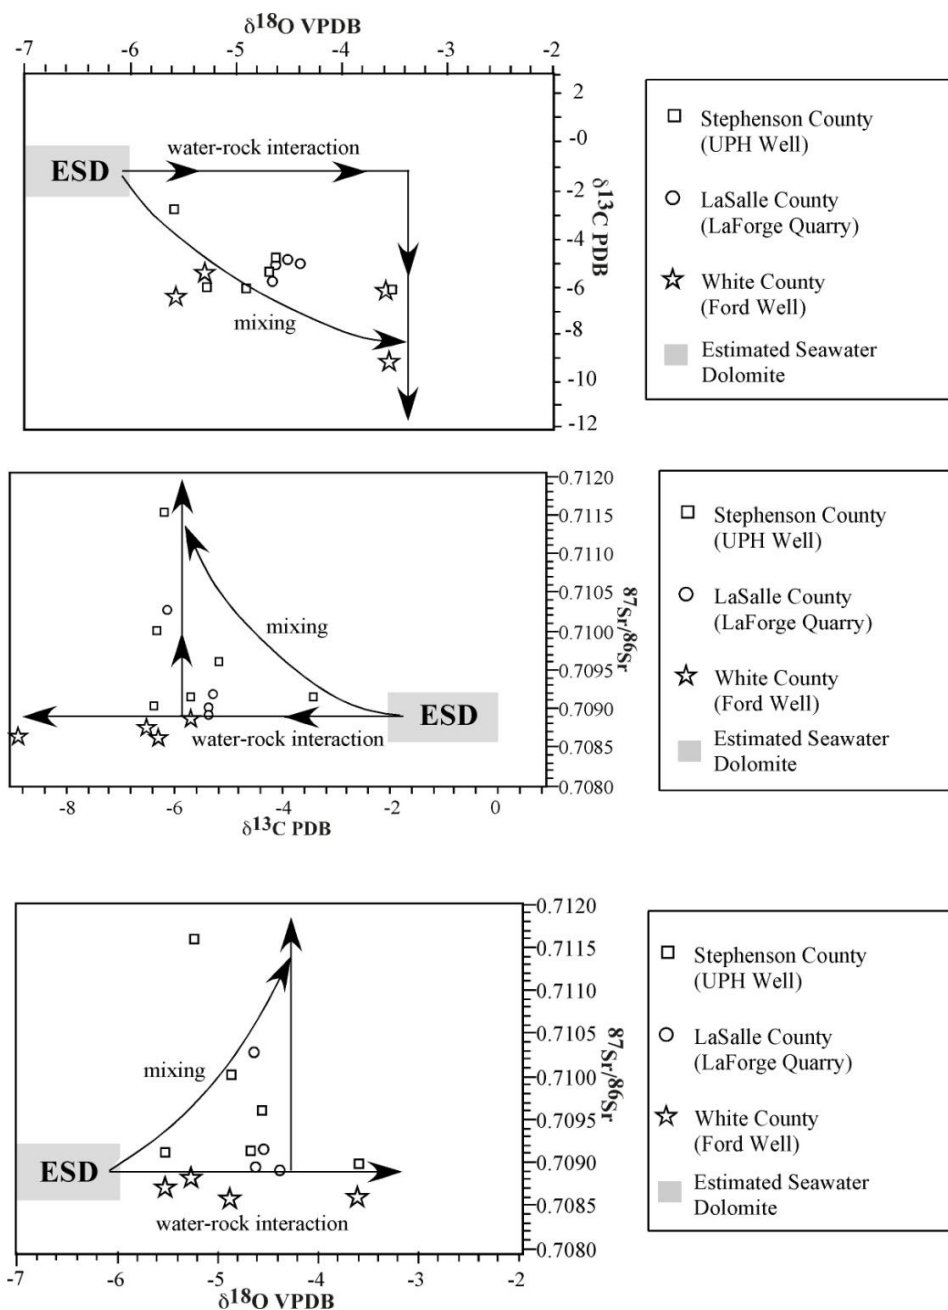 δ18O VPDB
-7 -6 -5 -4 -3 -2
2
-0
-2
-4
-6
-8
-10
-12
δ13C PDB
ESD
water-rock interaction
mixing
Stephenson County
(UPH Well)
LaSalle County
(LaForge Quarry)
White County
(Ford Well)
Estimated Seawater
Dolomite
0.7120
0.7115
0.7110
0.7105
0.7100
0.7095
0.7090
0.7085
0.7080
87Sr/86Sr
mixing
ESD
water-rock interaction
-8 -6 -4 -2 0
δ13C PDB
Stephenson County
(UPH Well)
LaSalle County
(LaForge Quarry)
White County
(Ford Well)
Estimated Seawater
Dolomite
0.7120
0.7115
0.7110
0.7105
0.7100
0.7095
0.7090
0.7085
0.7080
87Sr/86Sr
mixing
ESD
water-rock interaction
-7 -6 -5 -4 -3 -2
δ18O VPDB
Stephenson County
(UPH Well)
LaSalle County
(LaForge Quarry)
White County
(Ford Well)
Estimated Seawater
Dolomite